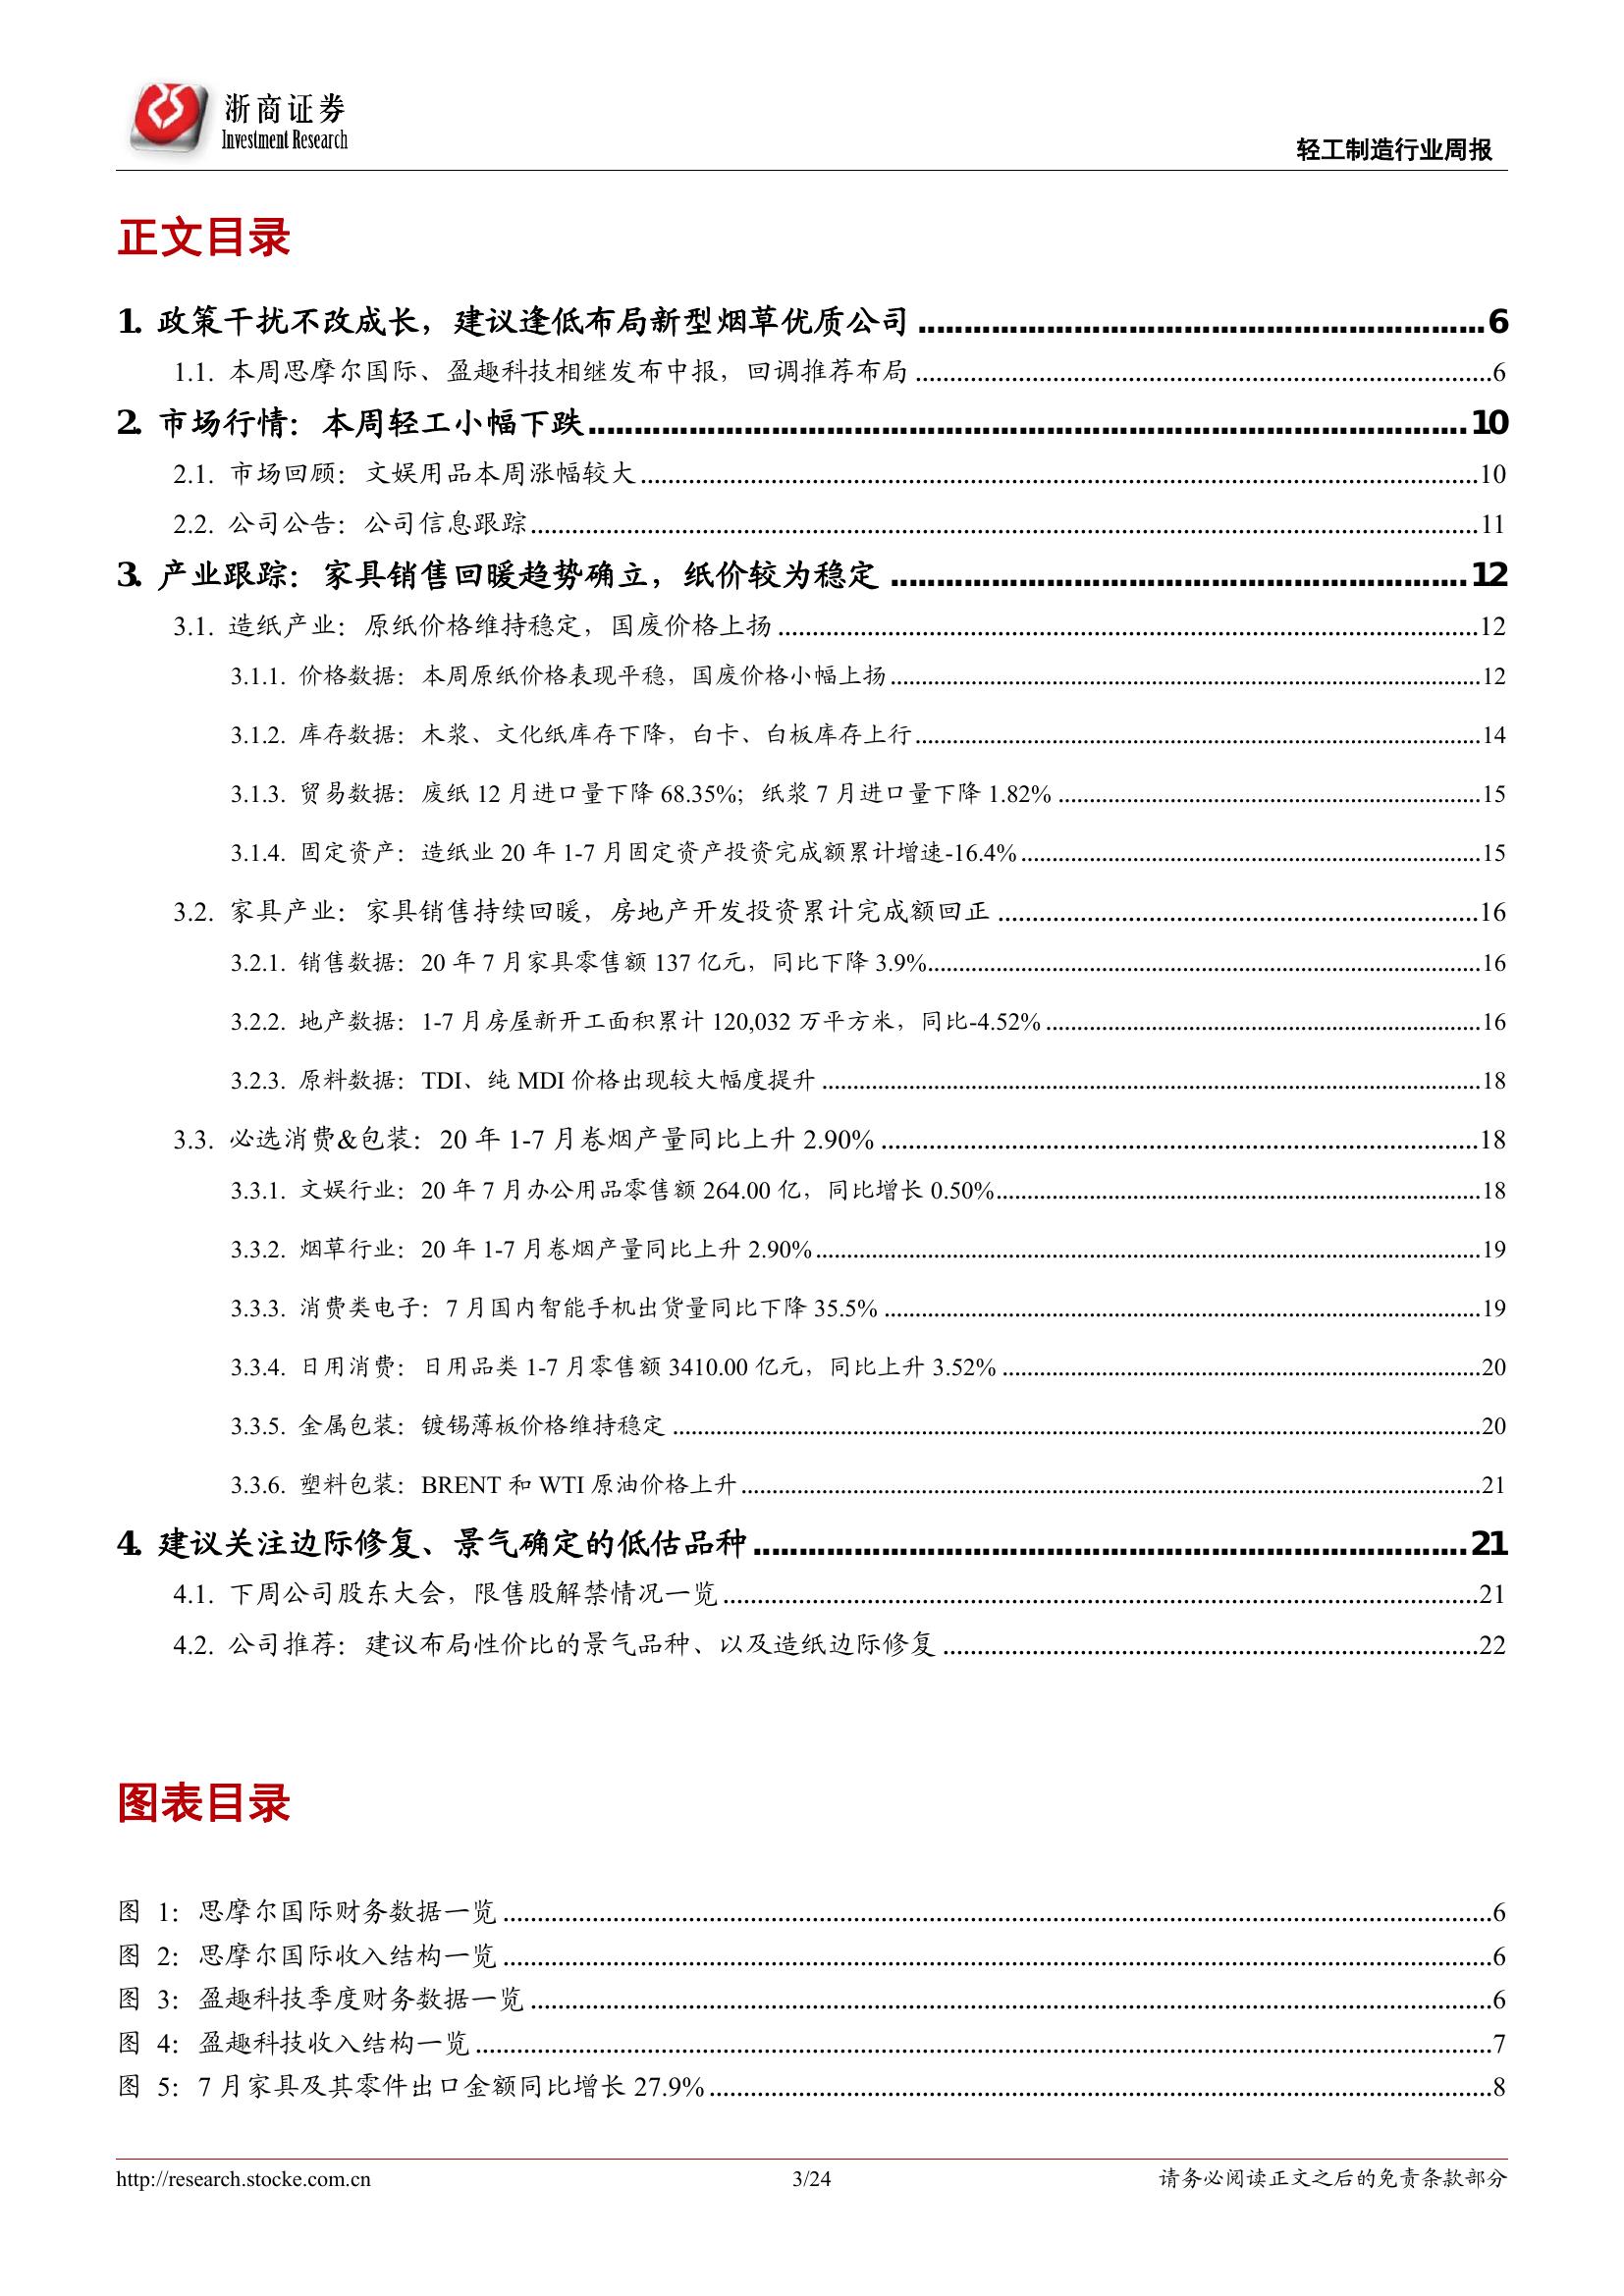 浙商证券
Investment Research
轻工制造行业周报
正文目录
1. 政策干扰不改成长，建议逢低布局新型烟草优质公司 ........ 6
1.1. 本周思摩尔国际、盈趣科技相继发布中报，回调推荐布局 ........ 6
2. 市场行情：本周轻工小幅下跌 ........ 10
2.1. 市场回顾：文娱用品本周涨幅较大 ........ 10
2.2. 公司公告：公司信息跟踪 ........ 11
3. 产业跟踪：家具销售回暖趋势确立，纸价较为稳定 ........ 12
3.1. 造纸产业：原纸价格维持稳定，国废价格上扬 ........ 12
3.1.1. 价格数据：本周原纸价格表现平稳，国废价格小幅上扬 ........ 12
3.1.2. 库存数据：木浆、文化纸库存下降，白卡、白板库存上行 ........ 14
3.1.3. 贸易数据：废纸 12 月进口量下降 68.35%；纸浆 7 月进口量下降 1.82% ........ 15
3.1.4. 固定资产：造纸业 20 年 1-7 月固定资产投资完成额累计增速-16.4% ........ 15
3.2. 家具产业：家具销售持续回暖，房地产开发投资累计完成额回正 ........ 16
3.2.1. 销售数据：20 年 7 月家具零售额 137 亿元，同比下降 3.9% ........ 16
3.2.2. 地产数据：1-7 月房屋新开工面积累计 120,032 万平方米，同比-4.52% ........ 16
3.2.3. 原料数据：TDI、纯 MDI 价格出现较大幅度提升 ........ 18
3.3. 必选消费&包装：20 年 1-7 月卷烟产量同比上升 2.90% ........ 18
3.3.1. 文娱行业：20 年 7 月办公用品零售额 264.00 亿，同比增长 0.50% ........ 18
3.3.2. 烟草行业：20 年 1-7 月卷烟产量同比上升 2.90% ........ 19
3.3.3. 消费类电子：7 月国内智能手机出货量同比下降 35.5% ........ 19
3.3.4. 日用消费：日用品类 1-7 月零售额 3410.00 亿元，同比上升 3.52% ........ 20
3.3.5. 金属包装：镀锡薄板价格维持稳定 ........ 20
3.3.6. 塑料包装：BRENT 和 WTI 原油价格上升 ........ 21
4. 建议关注边际修复、景气确定的低估品种 ........ 21
4.1. 下周公司股东大会，限售股解禁情况一览 ........ 21
4.2. 公司推荐：建议布局性价比的景气品种、以及造纸边际修复 ........ 22
图表目录
图 1：思摩尔国际财务数据一览 ........ 6
图 2：思摩尔国际收入结构一览 ........ 6
图 3：盈趣科技季度财务数据一览 ........ 6
图 4：盈趣科技收入结构一览 ........ 7
图 5：7 月家具及其零件出口金额同比增长 27.9% ........ 8
http://research.stocke.com.cn
3/24
请务必阅读正文之后的免责条款部分